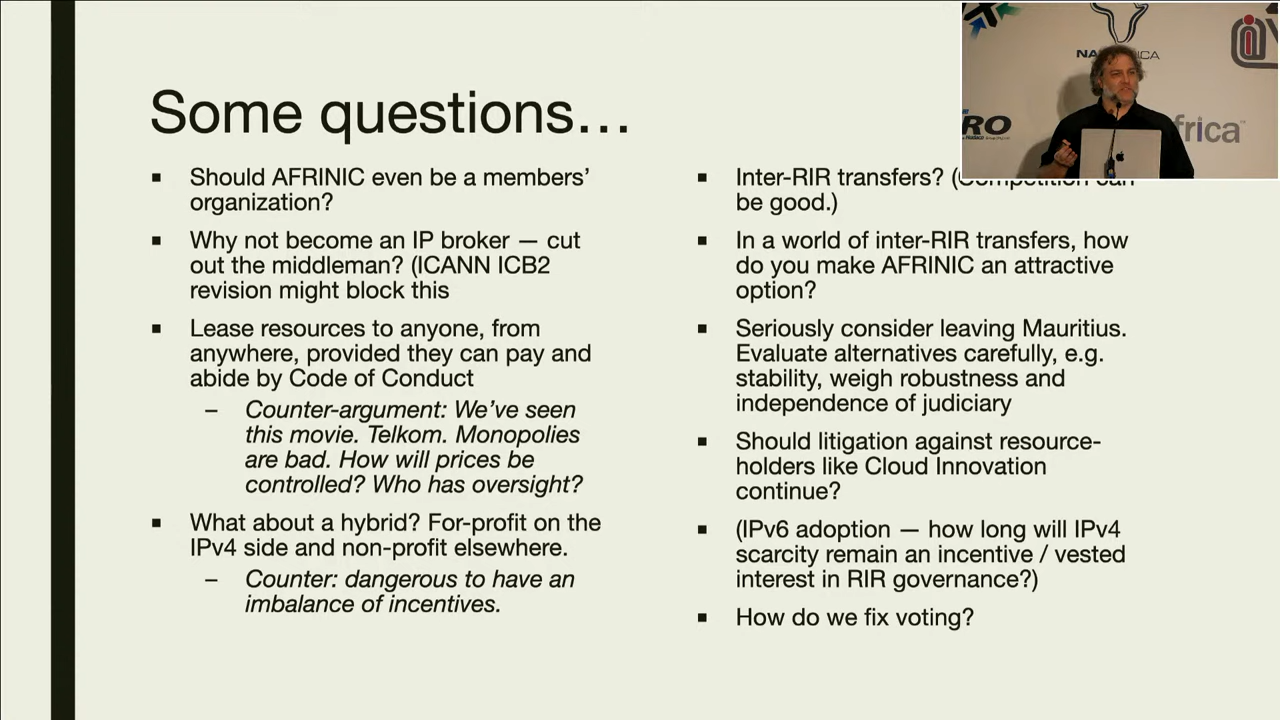 Some questions…
▪ Should AFRINIC even be a members’
organization?
▪ Why not become an IP broker — cut
out the middleman? (ICANN ICB2
revision might block this
▪ Lease resources to anyone, from
anywhere, provided they can pay and
abide by Code of Conduct
– Counter-argument: We’ve seen
this movie. Telkom. Monopolies
are bad. How will prices be
controlled? Who has oversight?
▪ What about a hybrid? For-profit on the
IPv4 side and non-profit elsewhere.
– Counter: dangerous to have an
imbalance of incentives.
▪ Inter-RIR transfers? (Competition can
be good.)
▪ In a world of inter-RIR transfers, how
do you make AFRINIC an attractive
option?
▪ Seriously consider leaving Mauritius.
Evaluate alternatives carefully, e.g.
stability, weigh robustness and
independence of judiciary
▪ Should litigation against resource-
holders like Cloud Innovation
continue?
▪ (IPv6 adoption — how long will IPv4
scarcity remain an incentive / vested
interest in RIR governance?)
▪ How do we fix voting?
RO
frica